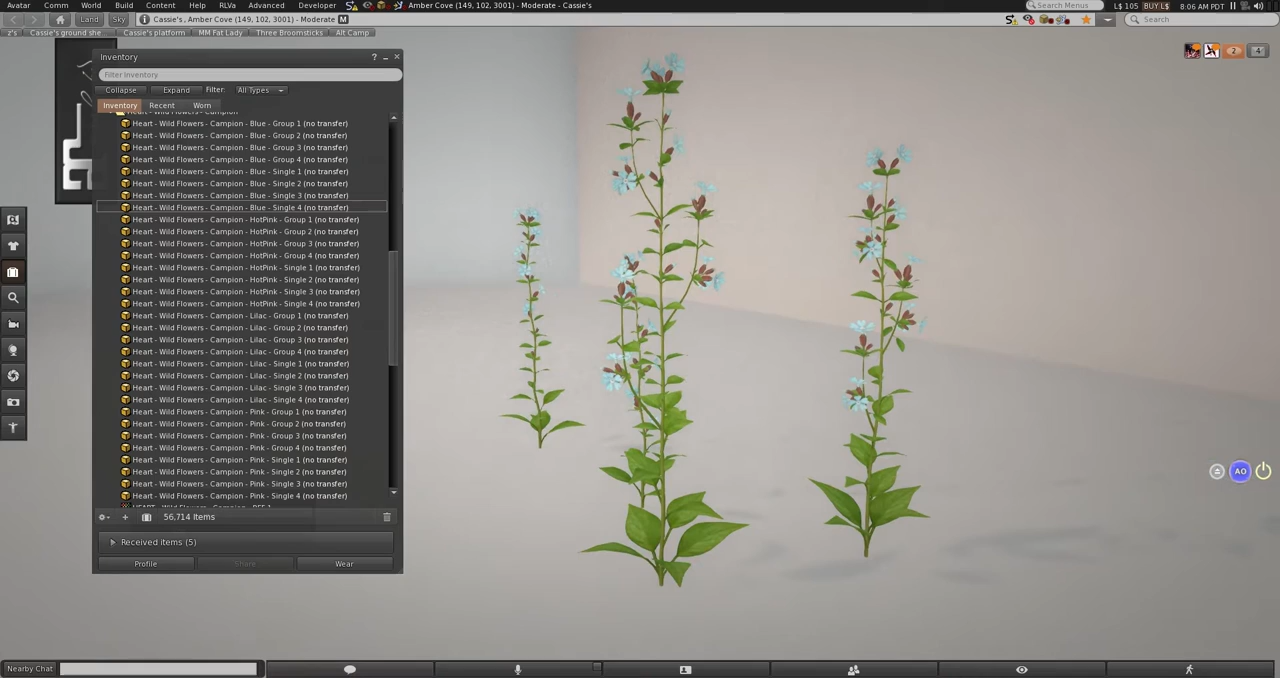 Avatar Comm World Build Content Help RLVa Advanced Developer Amber Cove (149, 102, 3001) - Moderate - Cassie's Search Menus L$ 105 BUY L$ 8:06 AM PDT
Land Sky Cassie's , Amber Cove (149, 102, 3001) - Moderate M Search
z's Cassie's ground she Cassie's platform MM Fat Lady Three Broomsticks Alt Camp
2 4
Inventory ?
Filter Inventory
Collapse Expand Filter: All Types
Inventory Recent Worn
Heart - Wild Flowers - Campion
Heart - Wild Flowers - Campion - Blue - Group 1 (no transfer)
Heart - Wild Flowers - Campion - Blue - Group 2 (no transfer)
Heart - Wild Flowers - Campion - Blue - Group 3 (no transfer)
Heart - Wild Flowers - Campion - Blue - Group 4 (no transfer)
Heart - Wild Flowers - Campion - Blue - Single 1 (no transfer)
Heart - Wild Flowers - Campion - Blue - Single 2 (no transfer)
Heart - Wild Flowers - Campion - Blue - Single 3 (no transfer)
Heart - Wild Flowers - Campion - Blue - Single 4 (no transfer)
Heart - Wild Flowers - Campion - HotPink - Group 1 (no transfer)
Heart - Wild Flowers - Campion - HotPink - Group 2 (no transfer)
Heart - Wild Flowers - Campion - HotPink - Group 3 (no transfer)
Heart - Wild Flowers - Campion - HotPink - Group 4 (no transfer)
Heart - Wild Flowers - Campion - HotPink - Single 1 (no transfer)
Heart - Wild Flowers - Campion - HotPink - Single 2 (no transfer)
Heart - Wild Flowers - Campion - HotPink - Single 3 (no transfer)
Heart - Wild Flowers - Campion - HotPink - Single 4 (no transfer)
Heart - Wild Flowers - Campion - Lilac - Group 1 (no transfer)
Heart - Wild Flowers - Campion - Lilac - Group 2 (no transfer)
Heart - Wild Flowers - Campion - Lilac - Group 3 (no transfer)
Heart - Wild Flowers - Campion - Lilac - Group 4 (no transfer)
Heart - Wild Flowers - Campion - Lilac - Single 1 (no transfer)
Heart - Wild Flowers - Campion - Lilac - Single 2 (no transfer)
Heart - Wild Flowers - Campion - Lilac - Single 3 (no transfer)
Heart - Wild Flowers - Campion - Lilac - Single 4 (no transfer)
Heart - Wild Flowers - Campion - Pink - Group 1 (no transfer)
Heart - Wild Flowers - Campion - Pink - Group 2 (no transfer)
Heart - Wild Flowers - Campion - Pink - Group 3 (no transfer)
Heart - Wild Flowers - Campion - Pink - Group 4 (no transfer)
Heart - Wild Flowers - Campion - Pink - Single 1 (no transfer)
Heart - Wild Flowers - Campion - Pink - Single 2 (no transfer)
Heart - Wild Flowers - Campion - Pink - Single 3 (no transfer)
Heart - Wild Flowers - Campion - Pink - Single 4 (no transfer)
56,714 Items
Received items (5)
Profile Share Wear
AO
Nearby Chat